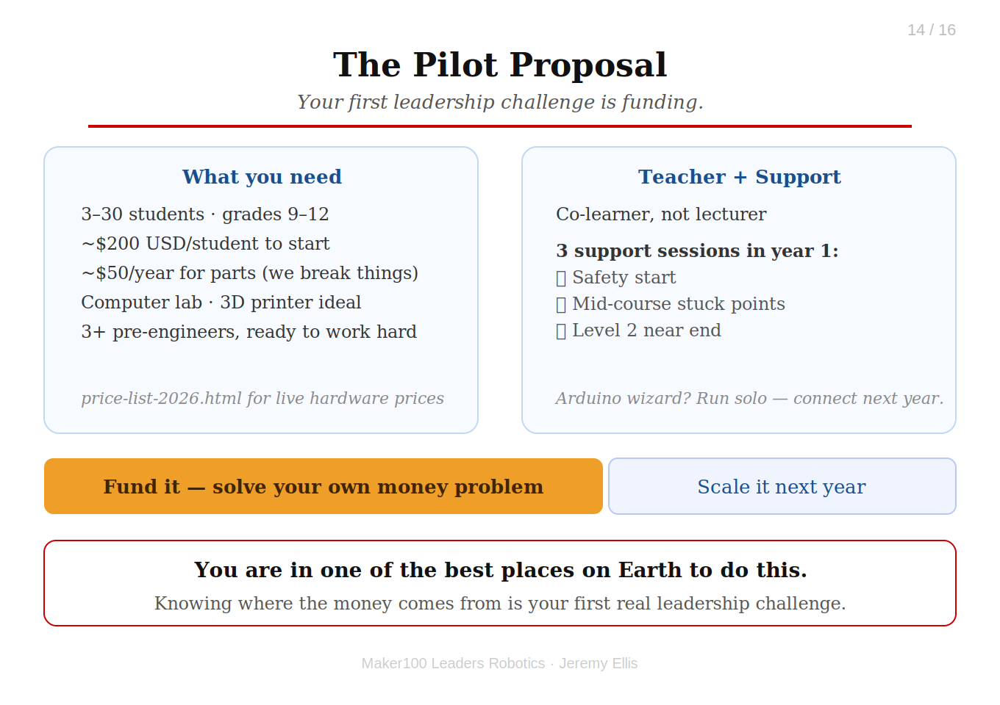 14 / 16
The Pilot Proposal
Your first leadership challenge is funding.
What you need
3–30 students · grades 9–12
~$200 USD/student to start
~$50/year for parts (we break things)
Computer lab · 3D printer ideal
3+ pre-engineers, ready to work hard
price-list-2026.html for live hardware prices
Teacher + Support
Co-learner, not lecturer
3 support sessions in year 1:
Safety start
Mid-course stuck points
Level 2 near end
Arduino wizard? Run solo — connect next year.
Fund it — solve your own money problem
Scale it next year
You are in one of the best places on Earth to do this.
Knowing where the money comes from is your first real leadership challenge.
Maker100 Leaders Robotics · Jeremy Ellis